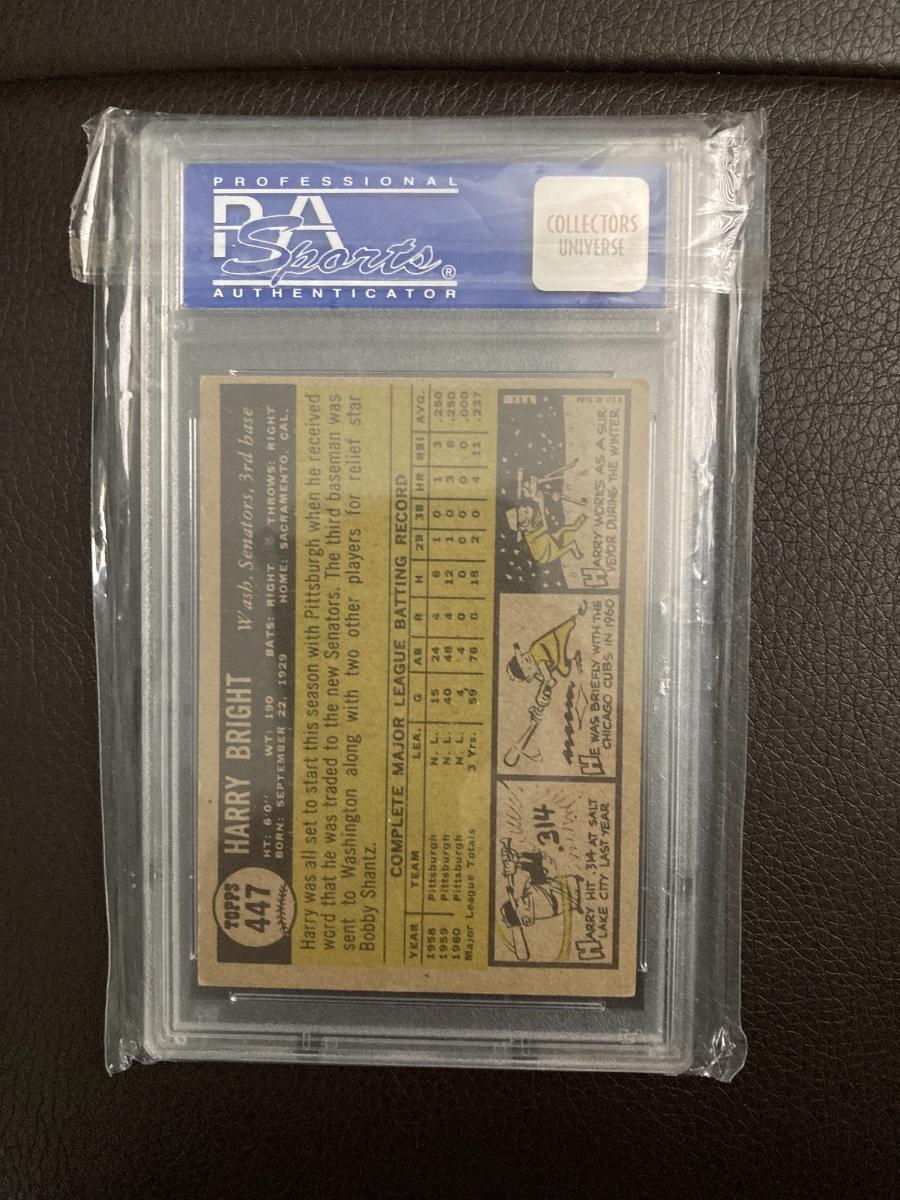 PROFESSIONAL
PSA
Sports®
AUTHENTICATOR
COLLECTORS
UNIVERSE
TOPPS
447
HARRY BRIGHT
Wash. Senators, 3rd base
HT: 6'0" WT: 190 BATS: RIGHT THROWS: RIGHT
BORN: SEPTEMBER 22, 1929 HOME: SACRAMENTO, CAL.
Harry was all set to start this season with Pittsburgh when he received
word that he was traded to the new Senators. The third baseman was
sent to Washington along with two other players for relief star
Bobby Shantz.
COMPLETE MAJOR LEAGUE BATTING RECORD
YEAR TEAM LEA. G AB R H 2B 3B HR RBI AVG.
1958 Pittsburgh N. L. 15 24 4 6 1 0 1 3 .250
1959 Pittsburgh N. L. 40 48 4 12 1 0 3 8 .250
1960 Pittsburgh N. L. 4 4 0 0 0 0 0 0 .000
Major League Totals 3 Yrs. 59 76 8 18 2 0 4 11 .237
.314
HARRY HIT .314 AT SALT
LAKE CITY LAST YEAR
HE WAS BRIEFLY WITH THE
CHICAGO CUBS IN 1960
HARRY WORKS AS A SUR-
VEYOR DURING THE WINTER
PTD. IN U.S.A.